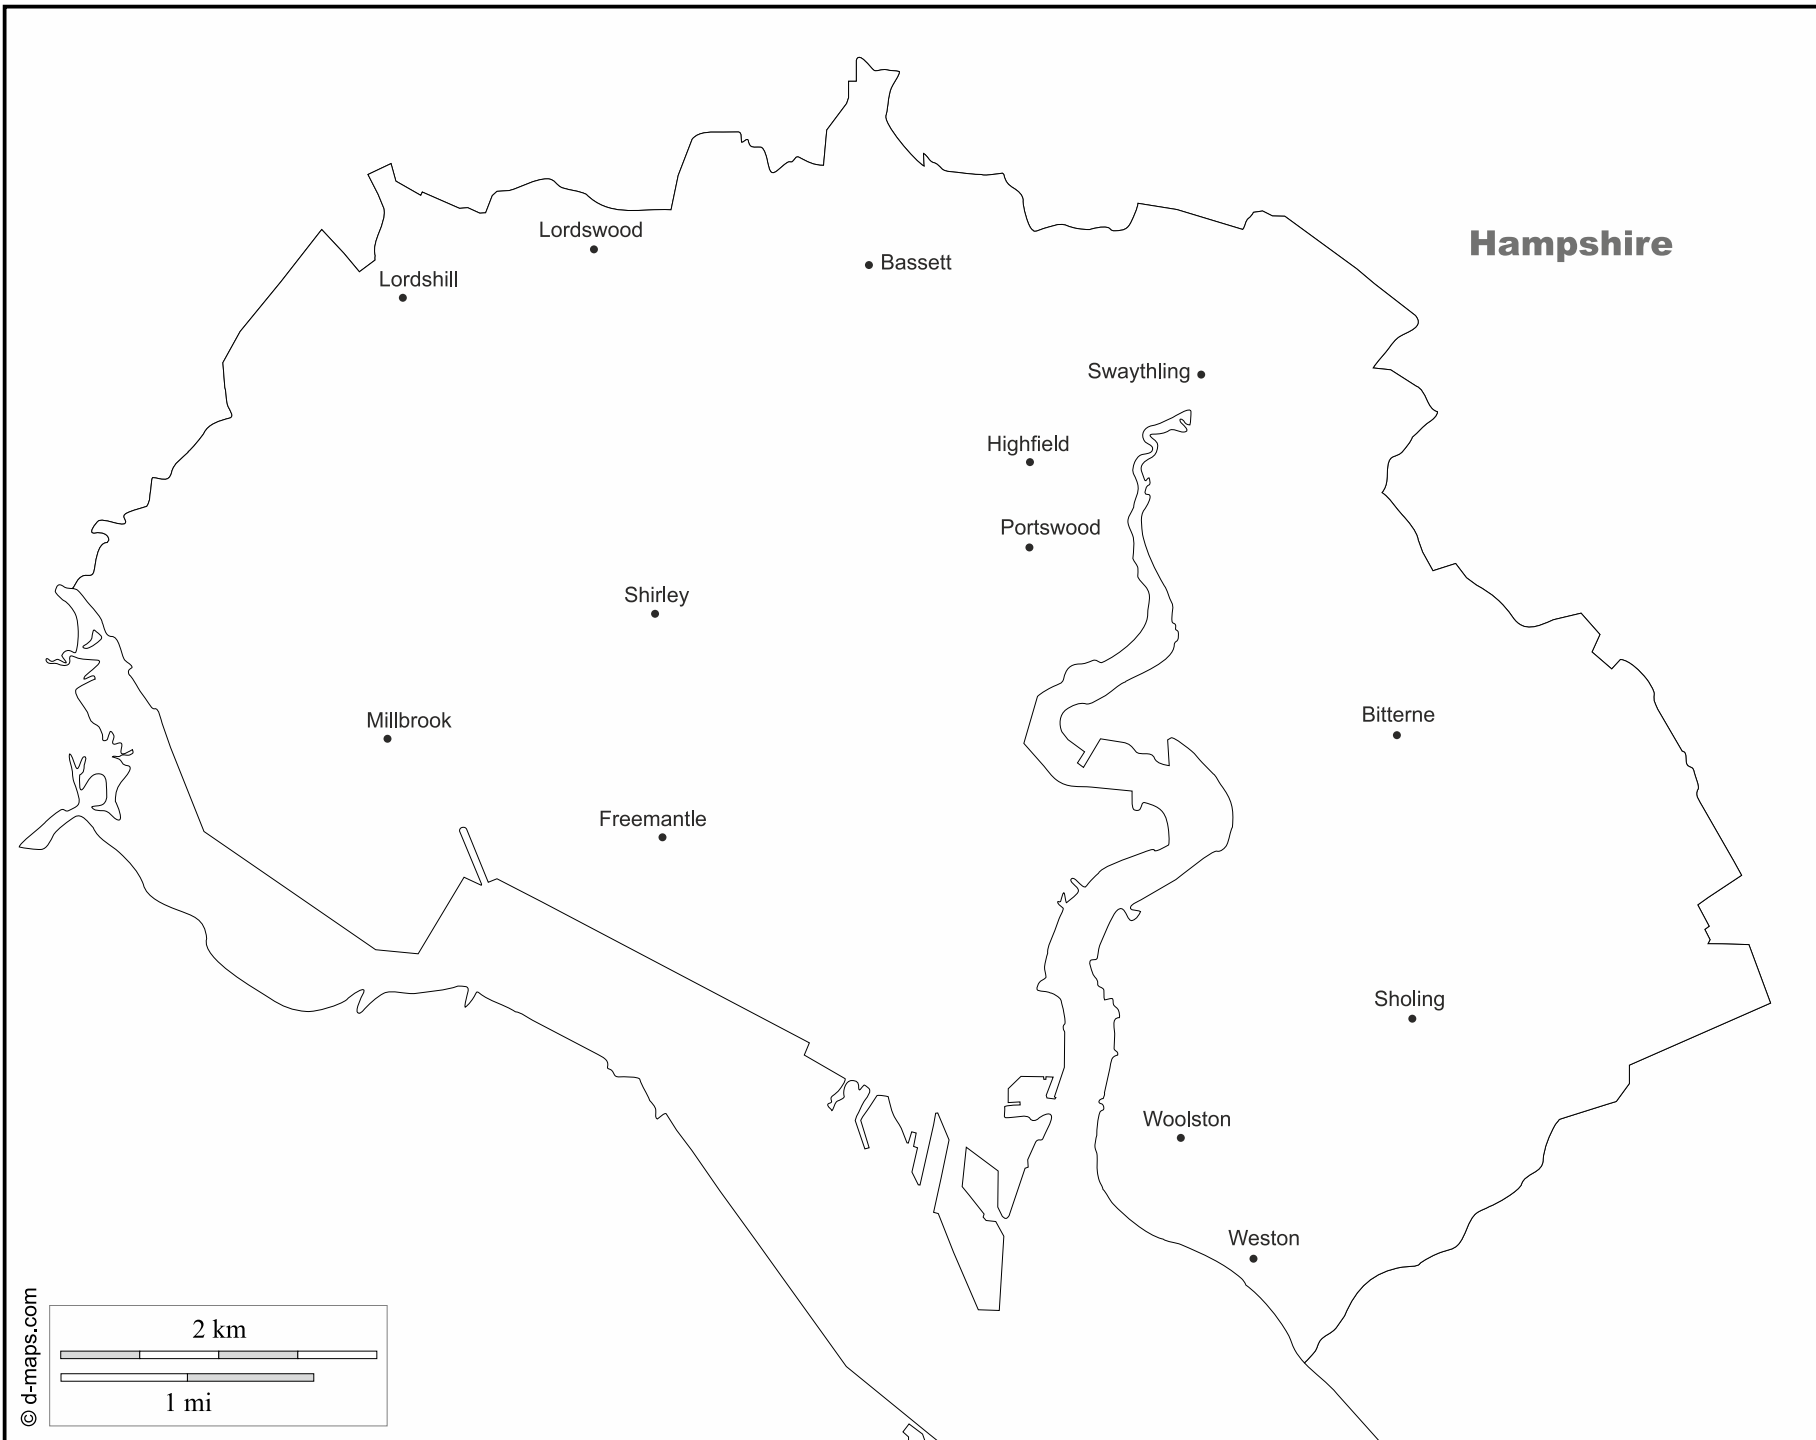 Lordswood
Hampshire
Bassett
Lordshill
Swaythling
Highfield
Portswood
Shirley
Millbrook
Bitterne
Freemantle
Sholing
Woolston
Weston
2 km
1 mi
© d-maps.com